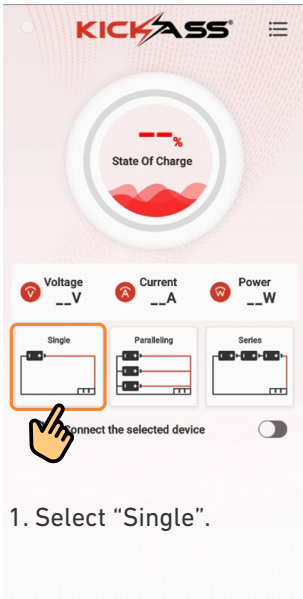 KICKASS®
--%
State Of Charge
Voltage
__V
Current
__A
Power
__W
Single
Paralleling
Series
Connect the selected device
1. Select “Single”.